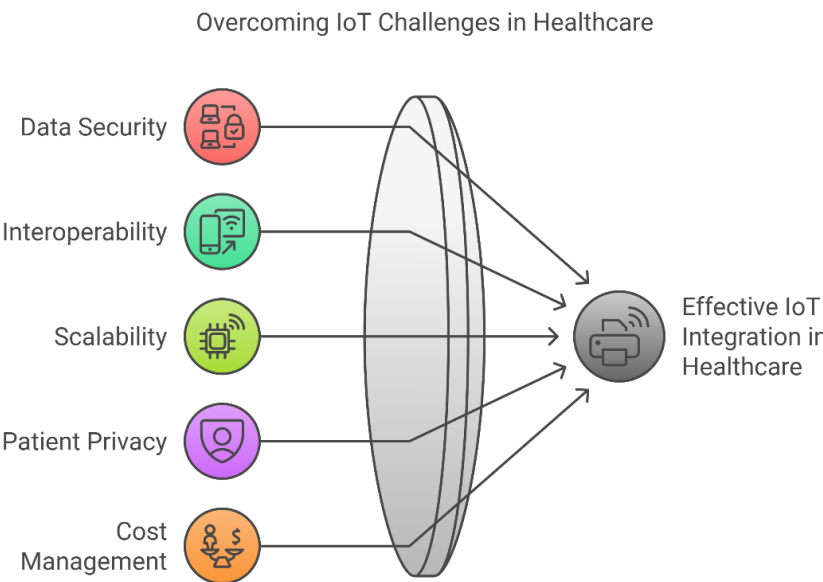 Overcoming IoT Challenges in Healthcare
Data Security
Interoperability
Scalability
Patient Privacy
Cost
Management
$
Effective IoT
Integration in
Healthcare